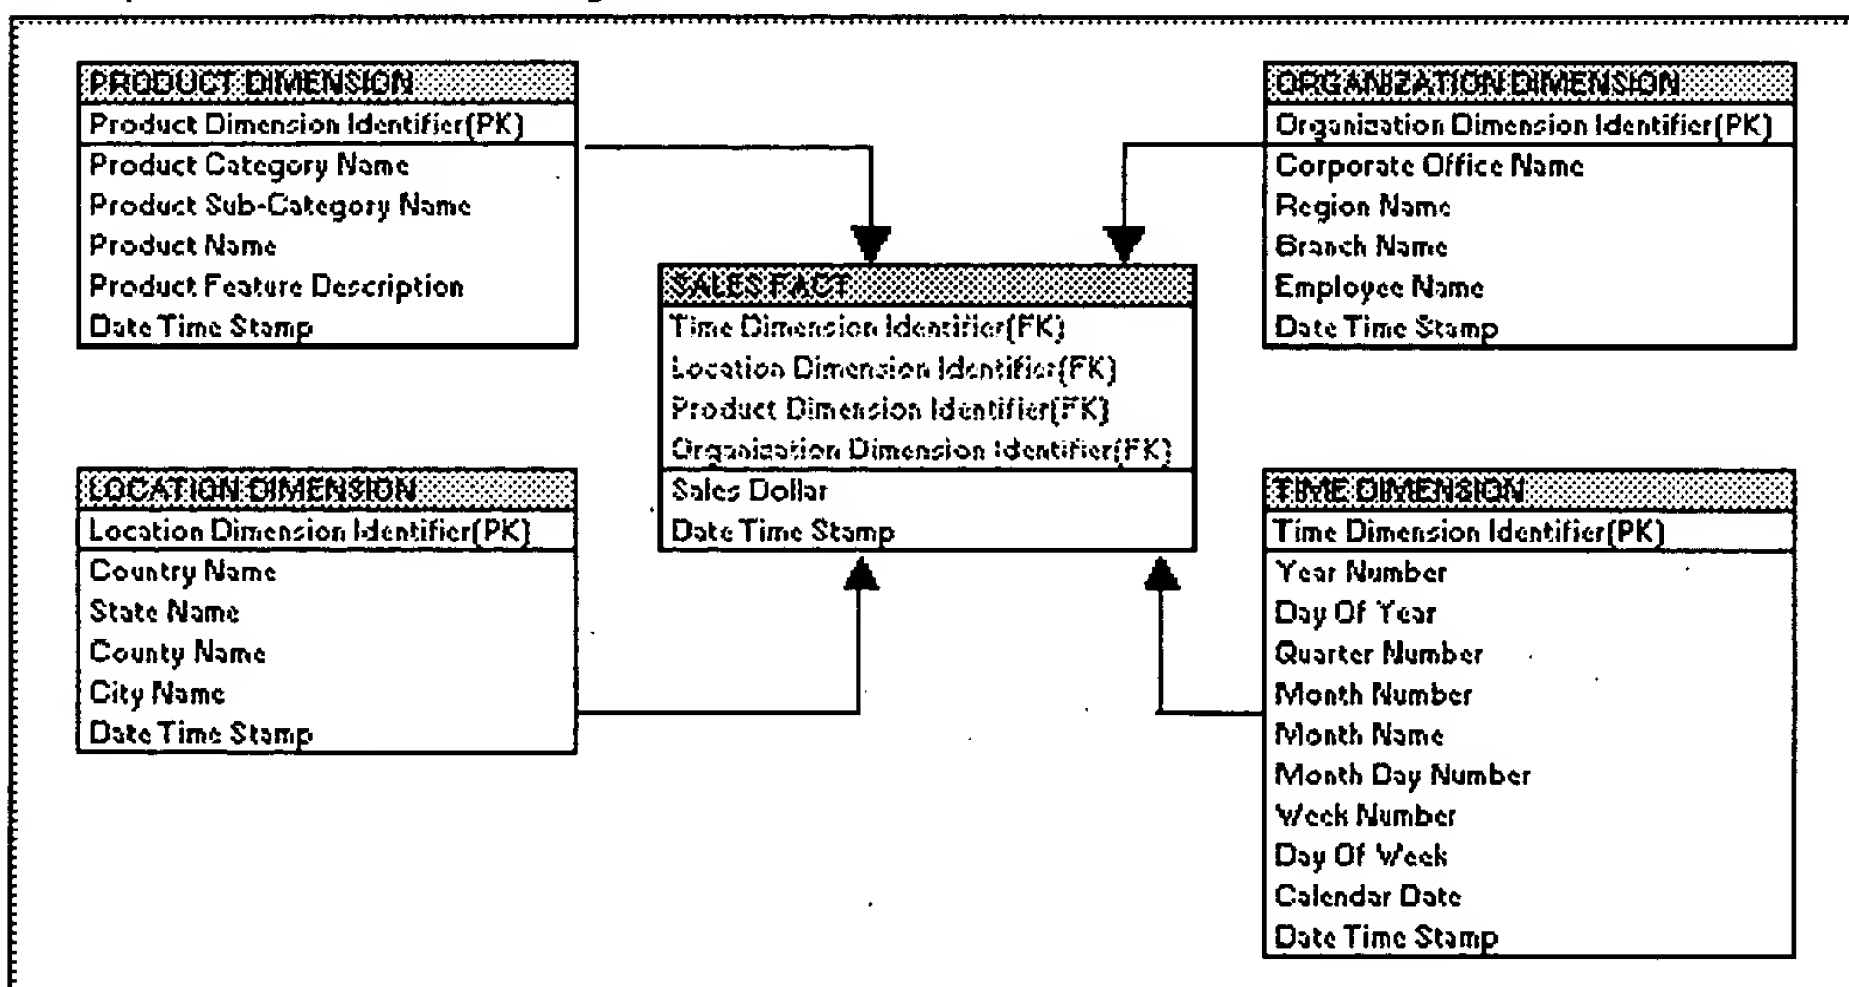 PRODUCT DIMENSION
Product Dimension Identifier(PK)
Product Category Name
Product Sub-Category Name
Product Name
Product Feature Description
Date Time Stamp
ORGANIZATION DIMENSION
Organization Dimension Identifier(PK)
Corporate Office Name
Region Name
Branch Name
Employee Name
Date Time Stamp
SALES FACT
Time Dimension Identifier(FK)
Location Dimension Identifier(FK)
Product Dimension Identifier(FK)
Organization Dimension Identifier(FK)
Sales Dollar
Date Time Stamp
LOCATION DIMENSION
Location Dimension Identifier(PK)
Country Name
State Name
County Name
City Name
Date Time Stamp
TIME DIMENSION
Time Dimension Identifier(PK)
Year Number
Day Of Year
Quarter Number
Month Number
Month Name
Month Day Number
Week Number
Day Of Week
Calendar Date
Date Time Stamp